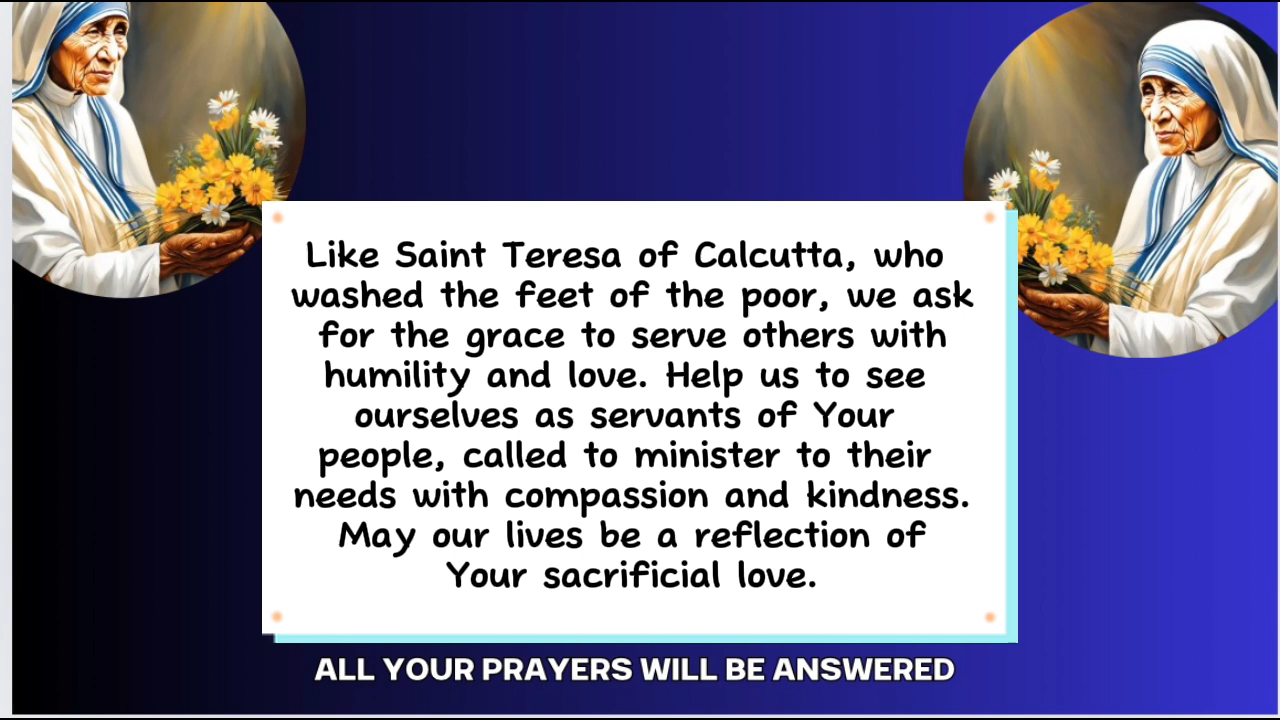 Like Saint Teresa of Calcutta, who
washed the feet of the poor, we ask
for the grace to serve others with
humility and love. Help us to see
ourselves as servants of Your
people, called to minister to their
needs with compassion and kindness.
May our lives be a reflection of
Your sacrificial love.
ALL YOUR PRAYERS WILL BE ANSWERED